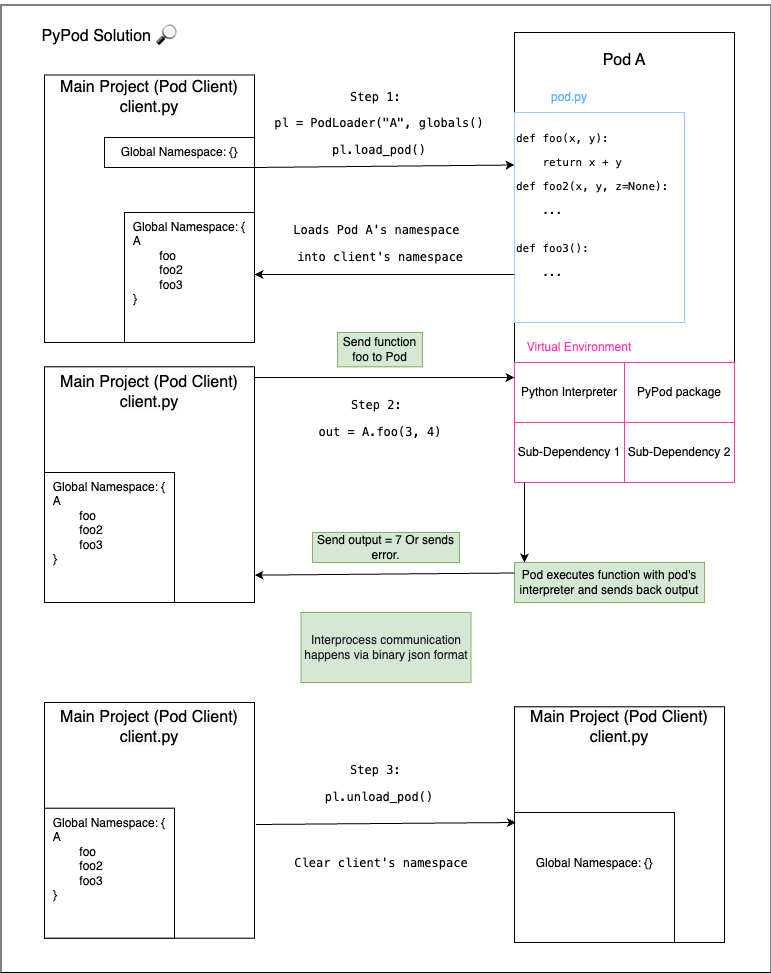 PyPod Solution 🔎
Main Project (Pod Client)
client.py
Global Namespace: {}
Global Namespace: {
A
foo
foo2
foo3
}
Step 1:
pl = PodLoader("A", globals()
pl.load_pod()
Loads Pod A's namespace
into client's namespace
Pod A
pod.py
def foo(x, y):
return x + y
def foo2(x, y, z=None):
...
def foo3():
...
Virtual Environment
Python Interpreter
PyPod package
Sub-Dependency 1
Sub-Dependency 2
Send function
foo to Pod
Step 2:
out = A.foo(3, 4)
Main Project (Pod Client)
client.py
Global Namespace: {
A
foo
foo2
foo3
}
Send output = 7 Or sends
error.
Pod executes function with pod's
interpreter and sends back output
Interprocess communication
happens via binary json format
Main Project (Pod Client)
client.py
Global Namespace: {
A
foo
foo2
foo3
}
Step 3:
pl.unload_pod()
Clear client's namespace
Main Project (Pod Client)
client.py
Global Namespace: {}